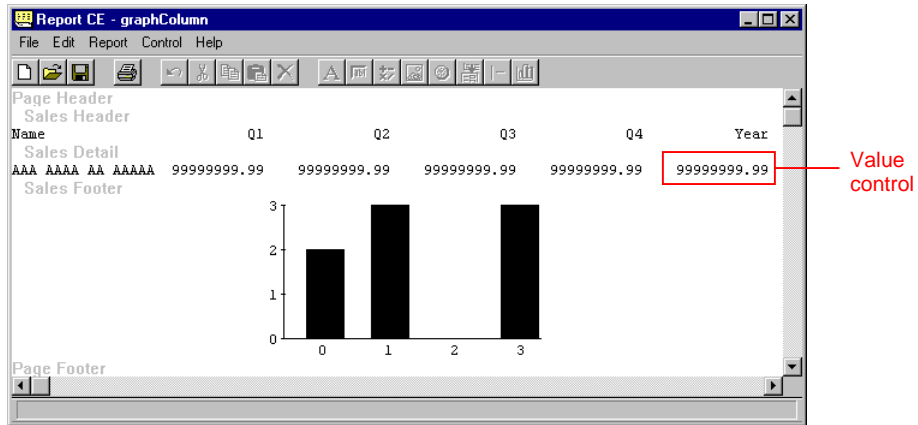 Report CE - graphColumn
File Edit Report Control Help
Page Header
Sales Header
Name Q1 Q2 Q3 Q4 Year
Sales Detail
AAA AAAA AA AAAAA 99999999.99 99999999.99 99999999.99 99999999.99 99999999.99
Value control
Sales Footer
3
2
1
0
0 1 2 3
Page Footer